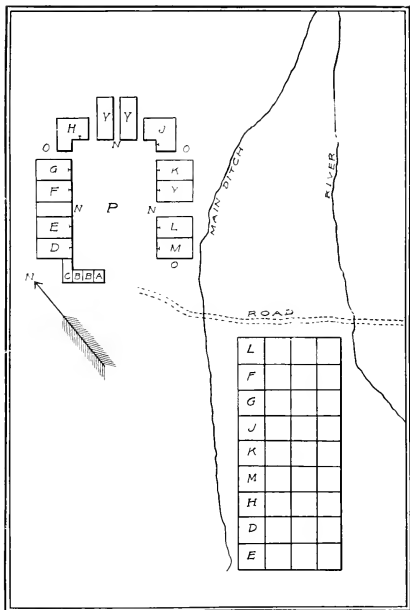 Y Y
H J
N
O O
G K
F Y
N P N
E L
D M
O
C B B A
N
MAIN DITCH
RIVER
ROAD
L
F
G
J
K
M
H
D
E